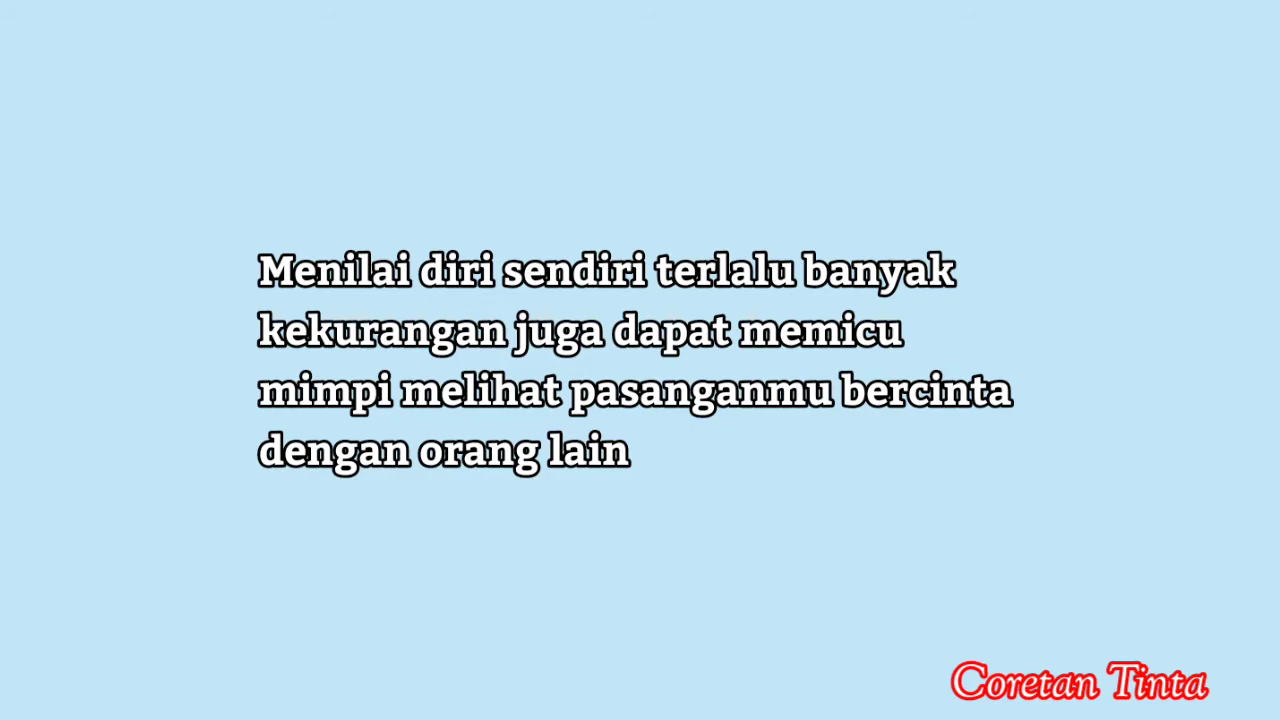 Menilai diri sendiri terlalu banyak
kekurangan juga dapat memicu
mimpi melihat pasanganmu bercinta
dengan orang lain
Coretan Tinta